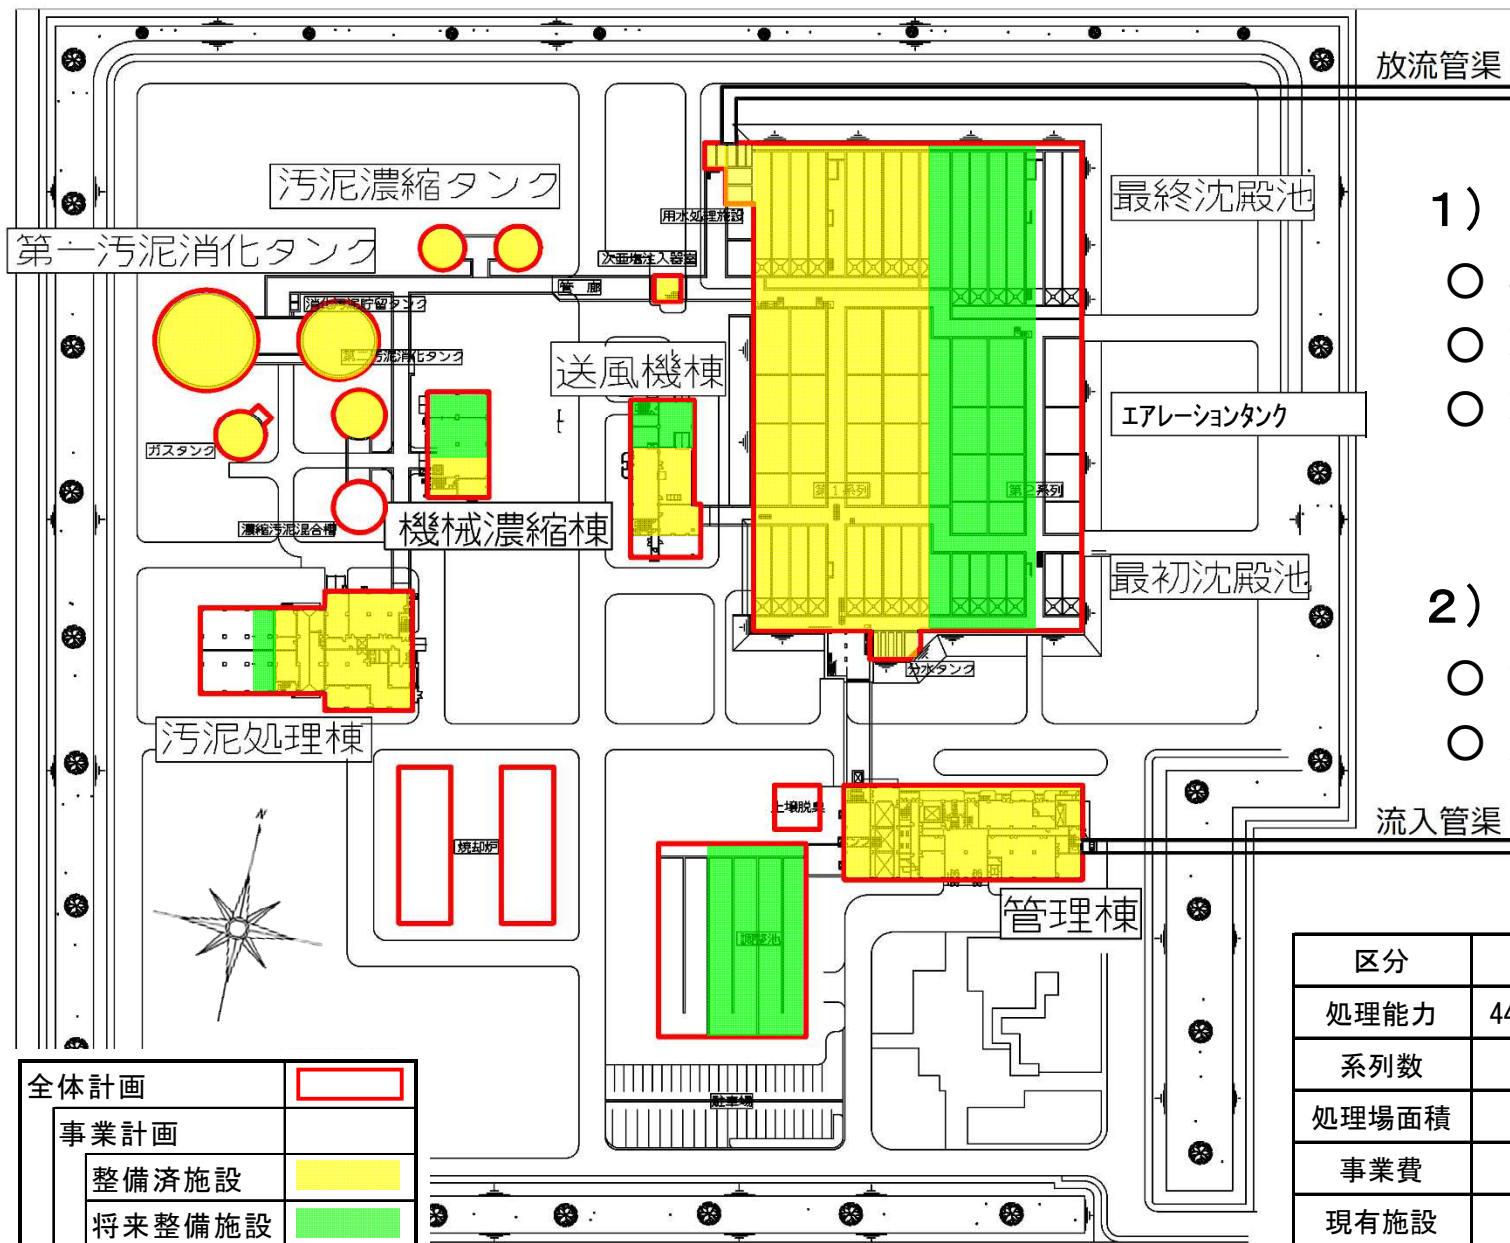 放流管渠
汚泥濃縮タンク
最終沈殿池
用水処理施設
1）
第一汚泥消化タンク
次亜塩注入器室
管 廊
○
消化汚泥貯留タンク
第二汚泥消化タンク
送風機棟
○
エアレーションタンク
○
ガスタンク
第1系列
第2系列
濃縮汚泥混合槽
機械濃縮棟
最初沈殿池
2）
分水タンク
○
汚泥処理棟
○
土壌脱臭
流入管渠
焼却炉
N
管理棟
調整池
区分
処理能力
44
系列数
処理場面積
事業費
現有施設
駐車場
全体計画
事業計画
整備済施設
将来整備施設